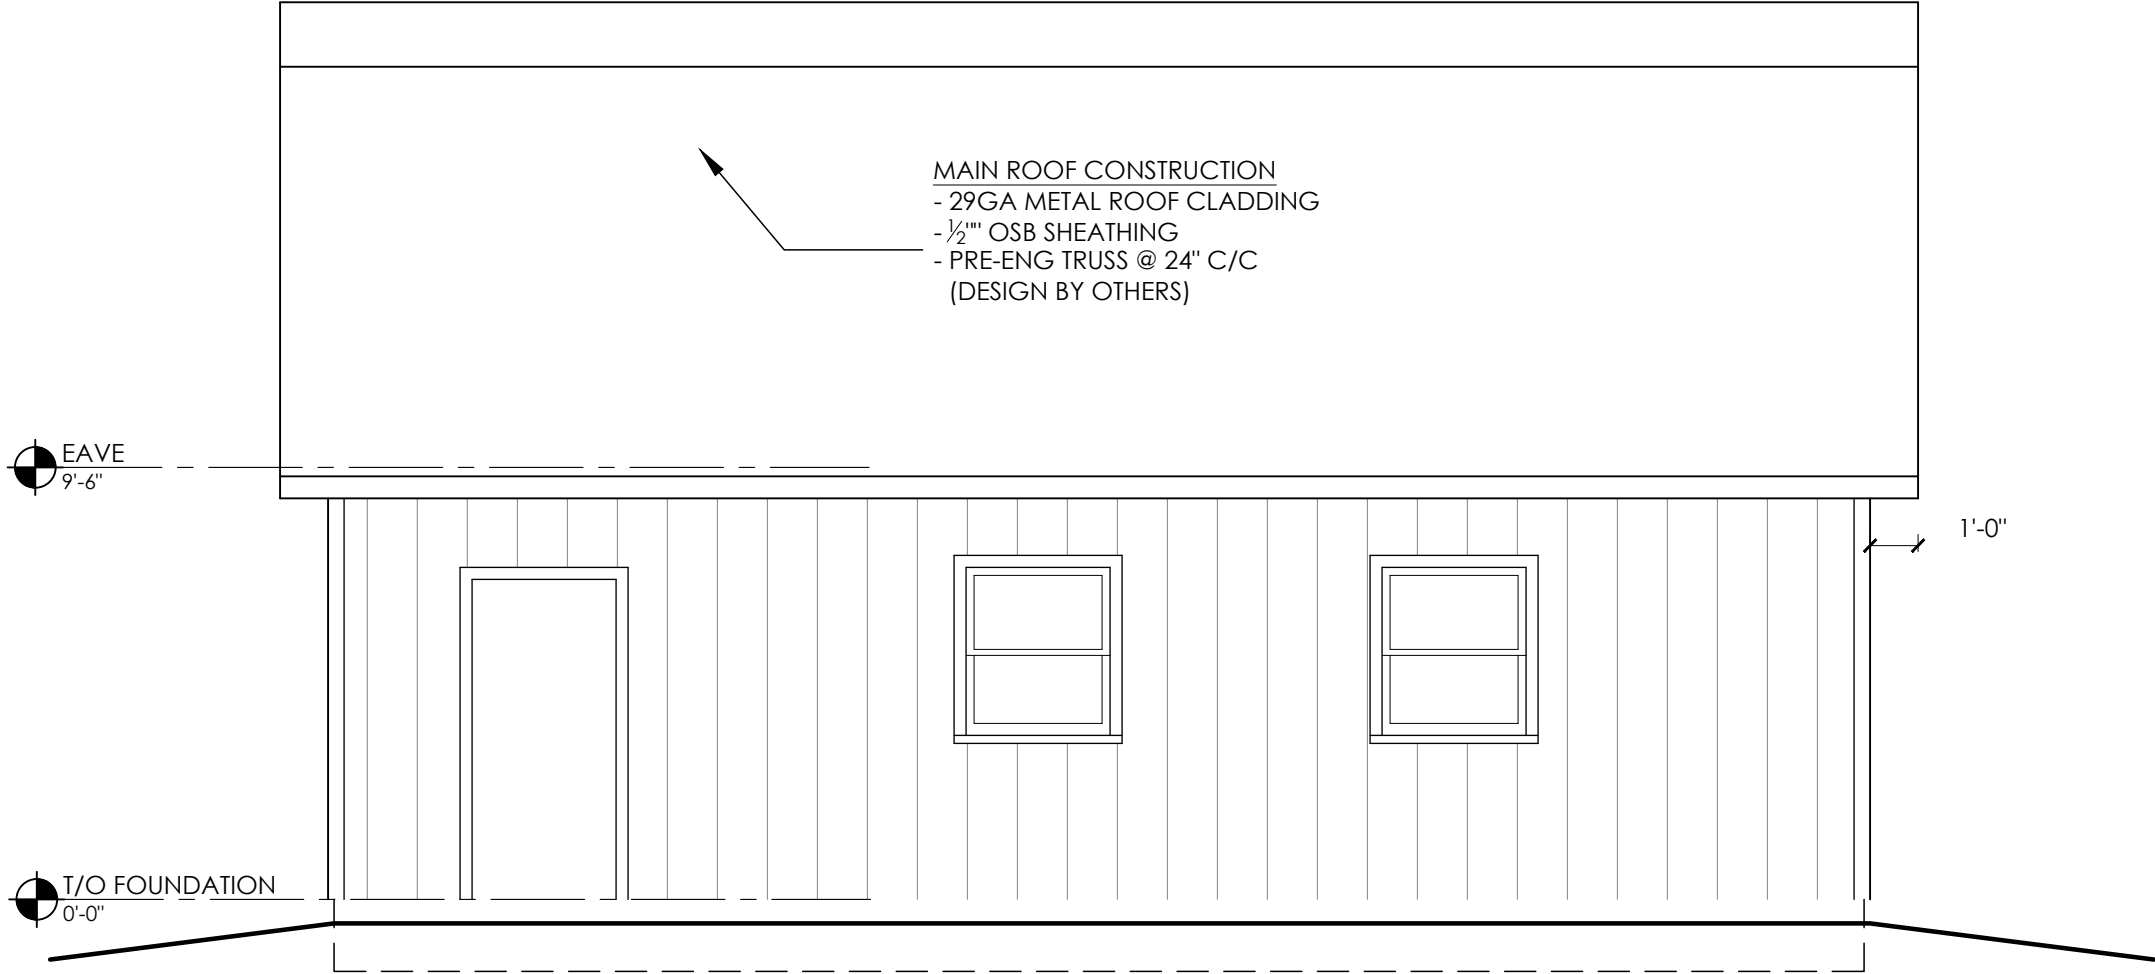 MAIN ROOF CONSTRUCTION
- 29GA METAL ROOF CLADDING
- ½"" OSB SHEATHING
- PRE-ENG TRUSS @ 24" C/C
(DESIGN BY OTHERS)
EAVE
9'-6"
1'-0"
T/O FOUNDATION
0'-0"